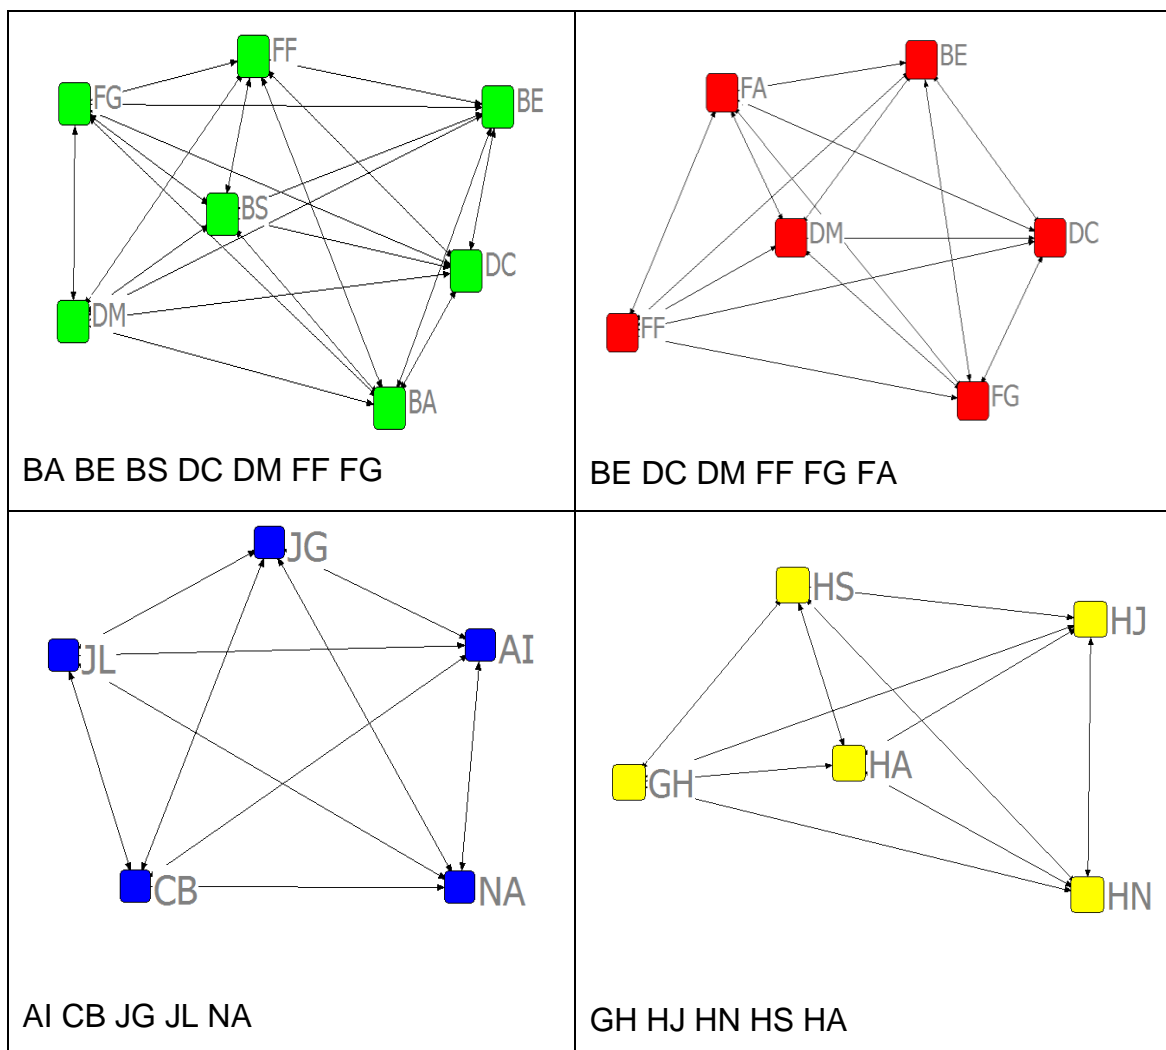 FF
FG
BE
BS
DC
DM
BA
BA BE BS DC DM FF FG
BE
FA
DM
DC
FF
FG
BE DC DM FF FG FA
JG
JL
AI
CB
NA
AI CB JG JL NA
HS
HJ
HA
GH
HN
GH HJ HN HS HA